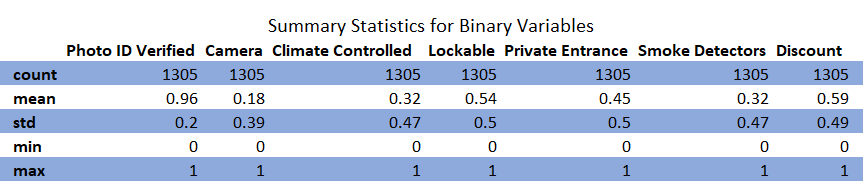 Summary Statistics for Binary Variables
Photo ID Verified Camera Climate Controlled Lockable Private Entrance Smoke Detectors Discount
count 1305 1305 1305 1305 1305 1305 1305
mean 0.96 0.18 0.32 0.54 0.45 0.32 0.59
std 0.2 0.39 0.47 0.5 0.5 0.47 0.49
min 0 0 0 0 0 0 0
max 1 1 1 1 1 1 1